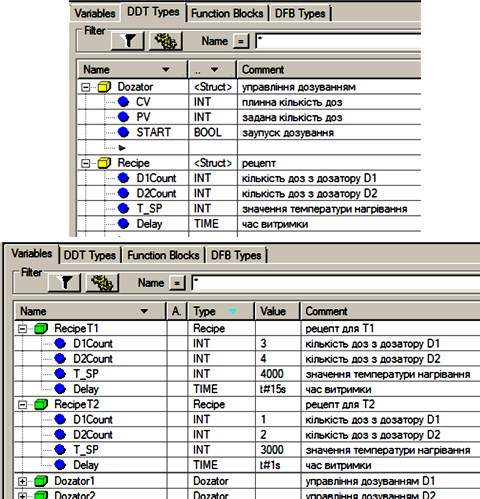 Variables DDT Types Function Blocks DFB Types
Filter
Name = *
Name .. Comment
Dozator <Struct> управління дозуванням
CV INT плинна кількість доз
PV INT задана кількість доз
START BOOL заупуск дозування
Recipe <Struct> рецепт
D1Count INT кількість доз з дозатору D1
D2Count INT кількість доз з дозатору D2
T_SP INT значення температури нагрівання
Delay TIME час витримки
Variables DDT Types Function Blocks DFB Types
Filter
Name = *
Name A. Type Value Comment
RecipeT1 Recipe рецепт для T1
D1Count INT 3 кількість доз з дозатору D1
D2Count INT 4 кількість доз з дозатору D2
T_SP INT 4000 значення температури нагрівання
Delay TIME t#15s час витримки
RecipeT2 Recipe рецепт для T2
D1Count INT 1 кількість доз з дозатору D1
D2Count INT 2 кількість доз з дозатору D2
T_SP INT 3000 значення температури нагрівання
Delay TIME t#1s час витримки
Dozator1 Dozator управління дозуванням D1
Dozator2 Dozator управління дозуванням D2